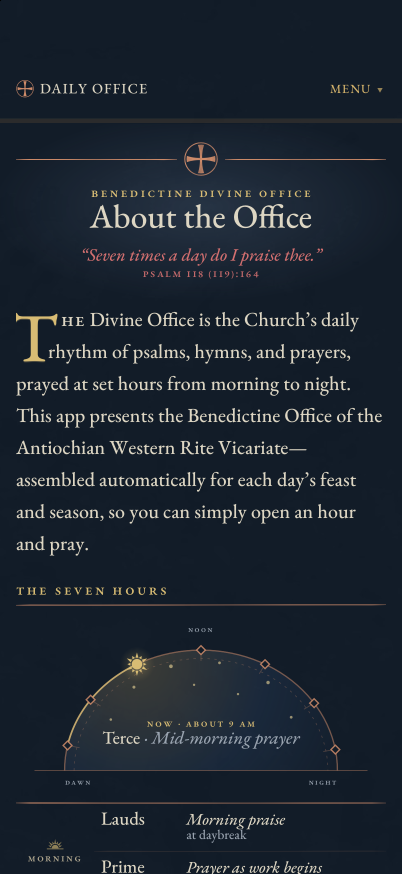 DAILY OFFICE
MENU ▼
BENEDICTINE DIVINE OFFICE
About the Office
“Seven times a day do I praise thee.”
PSALM 118 (119):164
THE Divine Office is the Church’s daily
rhythm of psalms, hymns, and prayers,
prayed at set hours from morning to night.
This app presents the Benedictine Office of the
Antiochian Western Rite Vicariate—
assembled automatically for each day’s feast
and season, so you can simply open an hour
and pray.
THE SEVEN HOURS
NOON
NOW · ABOUT 9 AM
Terce · Mid-morning prayer
DAWN
NIGHT
Lauds
Morning praise
at daybreak
MORNING
Prime
Prayer as work begins